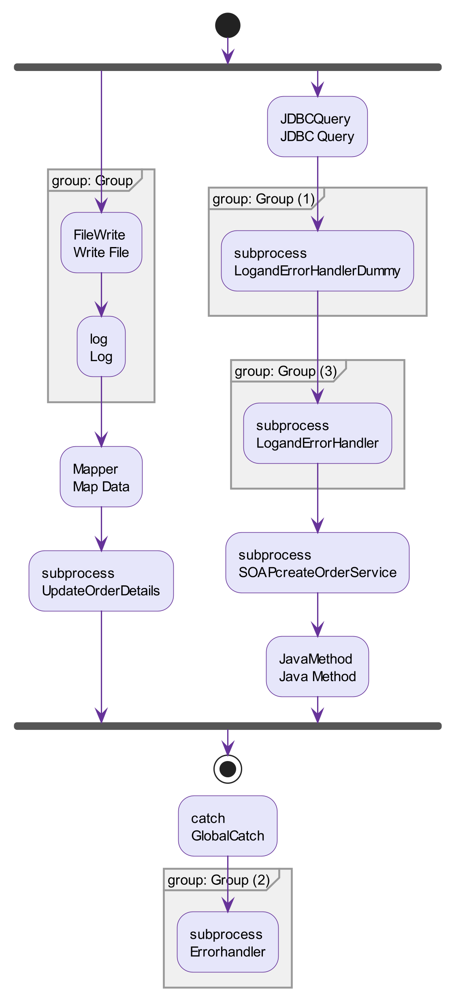 group: Group
FileWrite
Write File
log
Log
Mapper
Map Data
subprocess
UpdateOrderDetails
JDBCQuery
JDBC Query
group: Group (1)
subprocess
LogandErrorHandlerDummy
group: Group (3)
subprocess
LogandErrorHandler
subprocess
SOAPcreateOrderService
JavaMethod
Java Method
catch
GlobalCatch
group: Group (2)
subprocess
Errorhandler